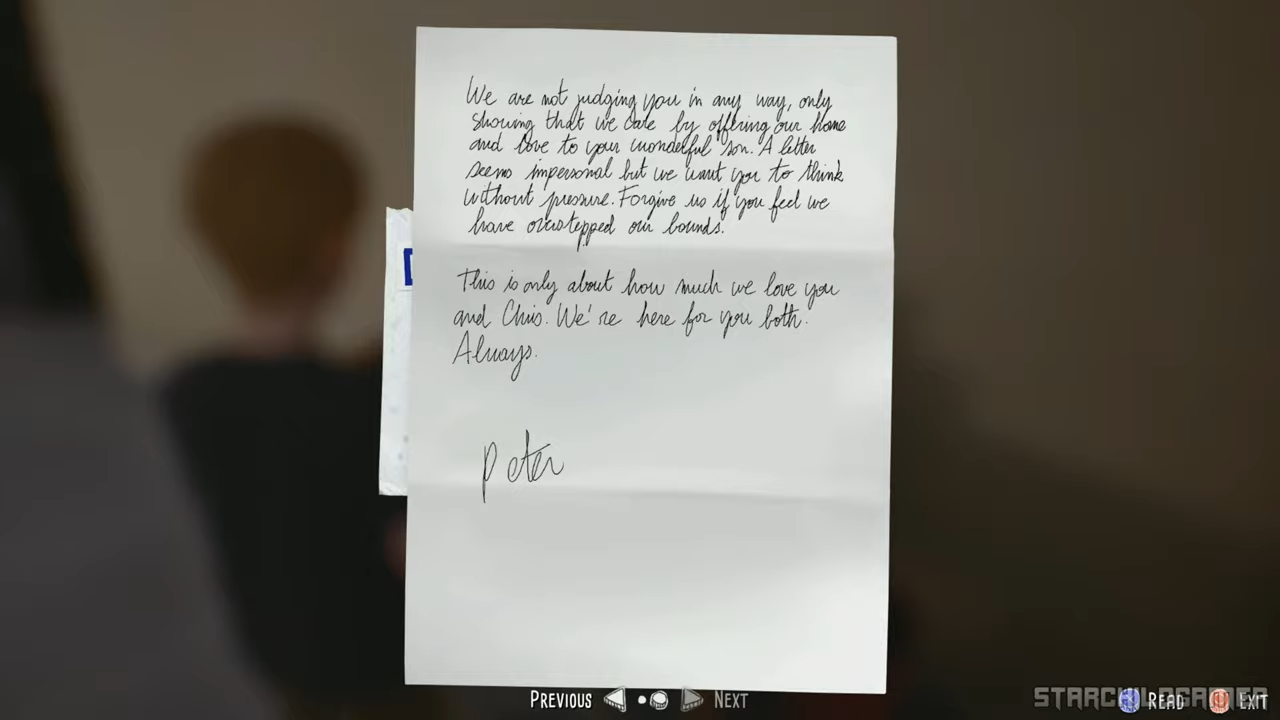 We are not judging you in any way, only
showing that we care by offering our home
and love to your wonderful son. A letter
seems impersonal but we want you to think
without pressure. Forgive us if you feel we
have overstepped our bounds.
This is only about how much we love you
and Chris. We're here for you both.
Always.
Peter
PREVIOUS
NEXT
STARCHILDGAMER
READ
EXIT